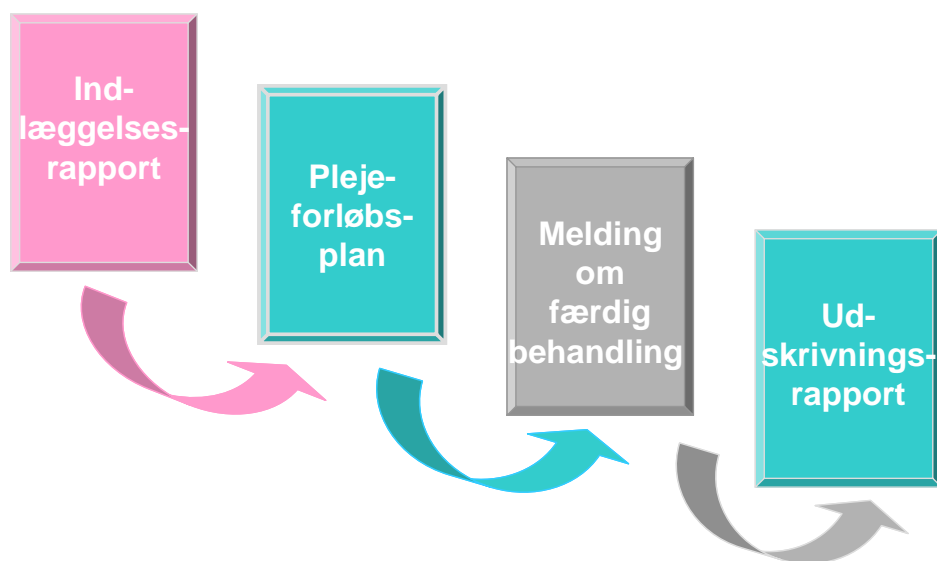 Ind-
læggelses-
rapport
Pleje-
forløbs-
plan
Melding
om
færdig
behandling
Ud-
skrivnings-
rapport